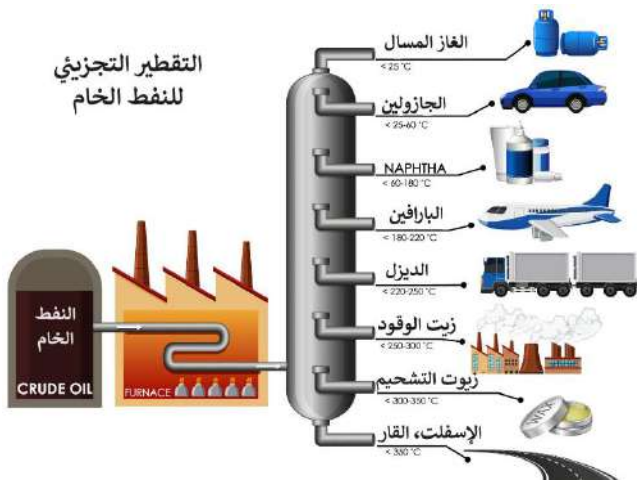 التقطير التجزيئي
للنفط الخام
الغاز المسال
< 25 °C
الجازولين
< 25-60 °C
NAPHTHA
< 60-180 °C
البارافين
< 180-220 °C
الديزل
< 220-250 °C
زيت الوقود
< 250-300 °C
زيوت التشحيم
< 300-350 °C
الإسفلت، القار
< 350 °C
النفط
الخام
CRUDE OIL
FURNACE
WAX